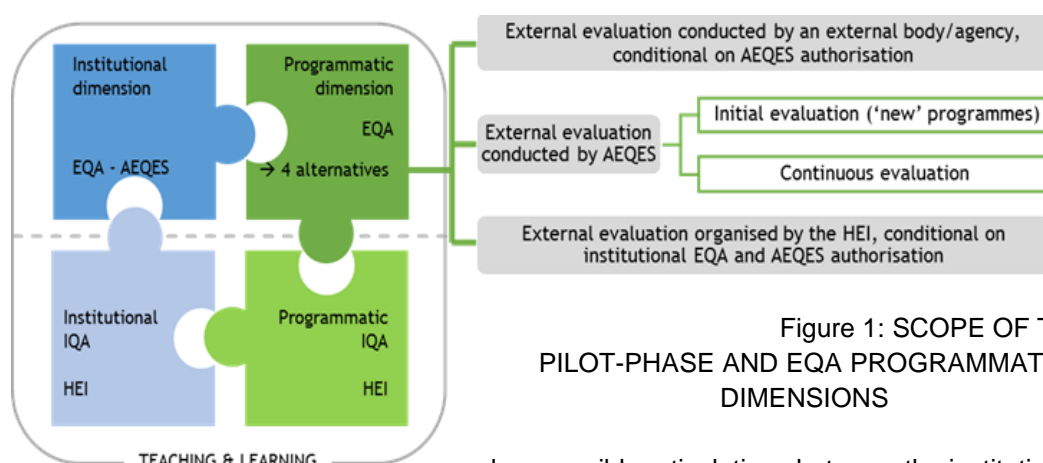 Institutional
dimension
EQA - AEQES
Programmatic
dimension
EQA
→ 4 alternatives
External evaluation conducted by an external body/agency,
conditional on AEQES authorisation
External evaluation
conducted by AEQES
Initial evaluation (‘new’ programmes)
Continuous evaluation
External evaluation organised by the HEI, conditional on
institutional EQA and AEQES authorisation
Institutional
IQA
HEI
Programmatic
IQA
HEI
TEACHING & LEARNING
Figure 1: SCOPE OF
PILOT-PHASE AND EQA
DIMENSIONS